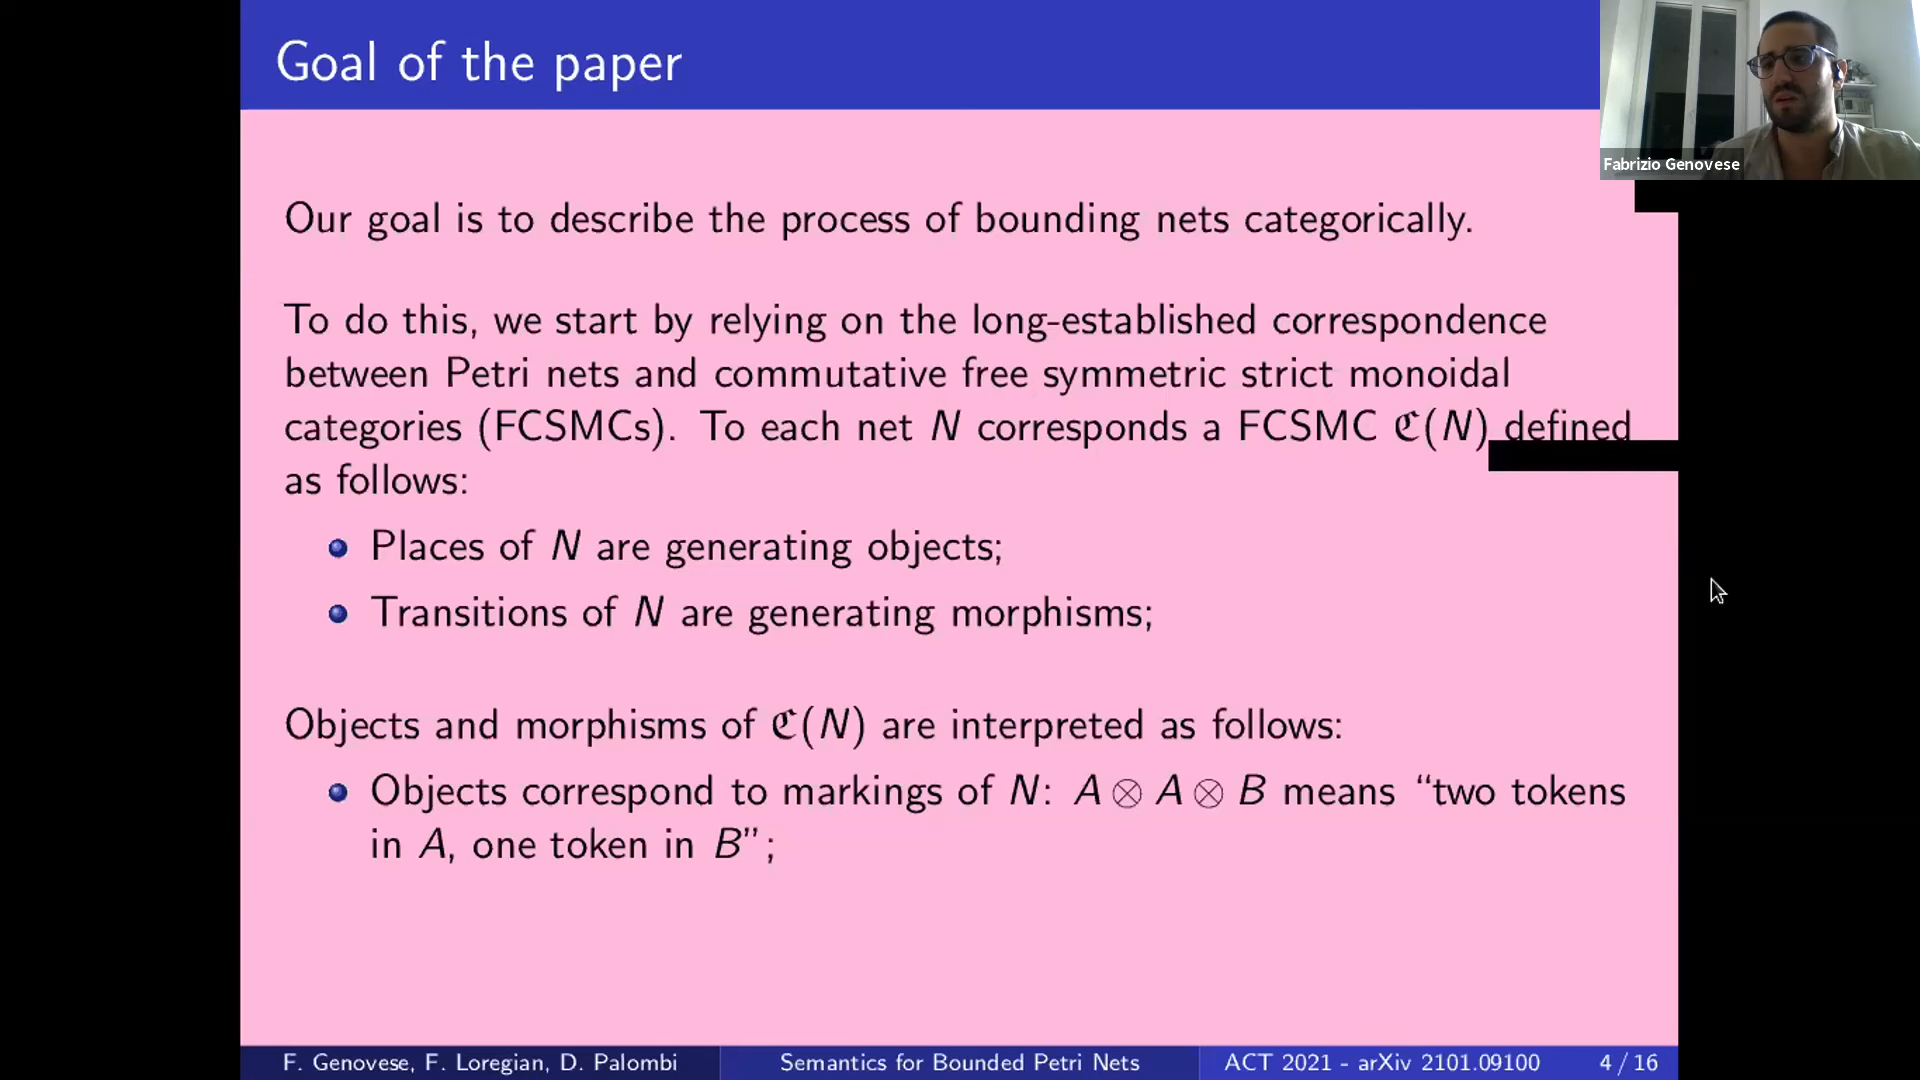 Goal of the paper
Fabrizio Genovese
Our goal is to describe the process of bounding nets categorically.
To do this, we start by relying on the long-established correspondence
between Petri nets and commutative free symmetric strict monoidal
categories (FCSMCs). To each net N corresponds a FCSMC ℭ(N) defined
as follows:
Places of N are generating objects;
Transitions of N are generating morphisms;
Objects and morphisms of ℭ(N) are interpreted as follows:
Objects correspond to markings of N: A ⊗ A ⊗ B means “two tokens
in A, one token in B”;
F. Genovese, F. Loregian, D. Palombi
Semantics for Bounded Petri Nets
ACT 2021 - arXiv 2101.09100
4 / 16